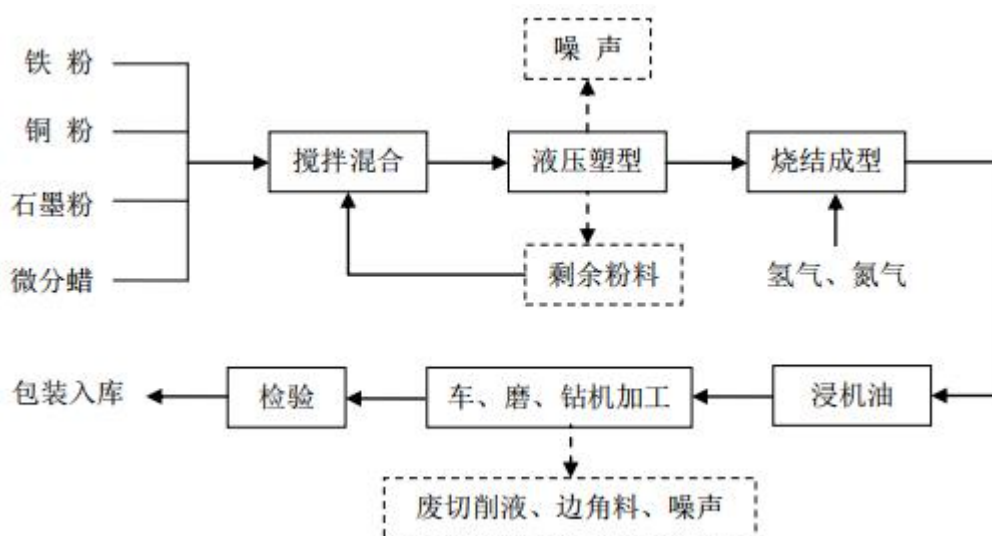 噪 声
铁 粉
铜 粉
搅拌混合
液压塑型
烧结成型
石墨粉
微分蜡
剩余粉料
氢气、氮气
包装入库
检验
车、磨、钻机加工
浸机油
废切削液、边角料、噪声